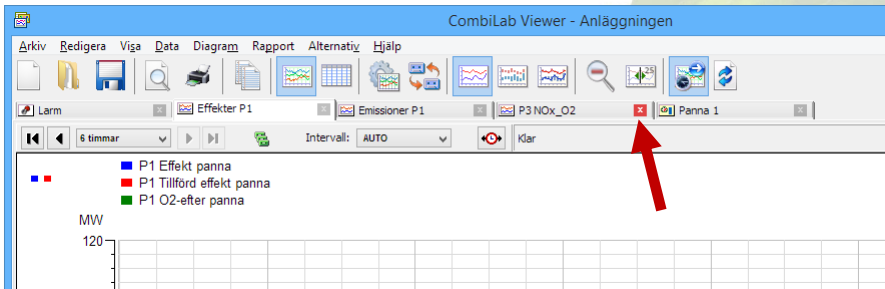 CombiLab Viewer - Anläggningen
Arkiv Redigera Visa Data Diagram Rapport Alternativ Hjälp
25
Larm Effekter P1 Emissioner P1 P3 NOx_O2 Panna 1
6 timmar Intervall: AUTO Klar
P1 Effekt panna
P1 Tillförd effekt panna
P1 O2-efter panna
MW
120